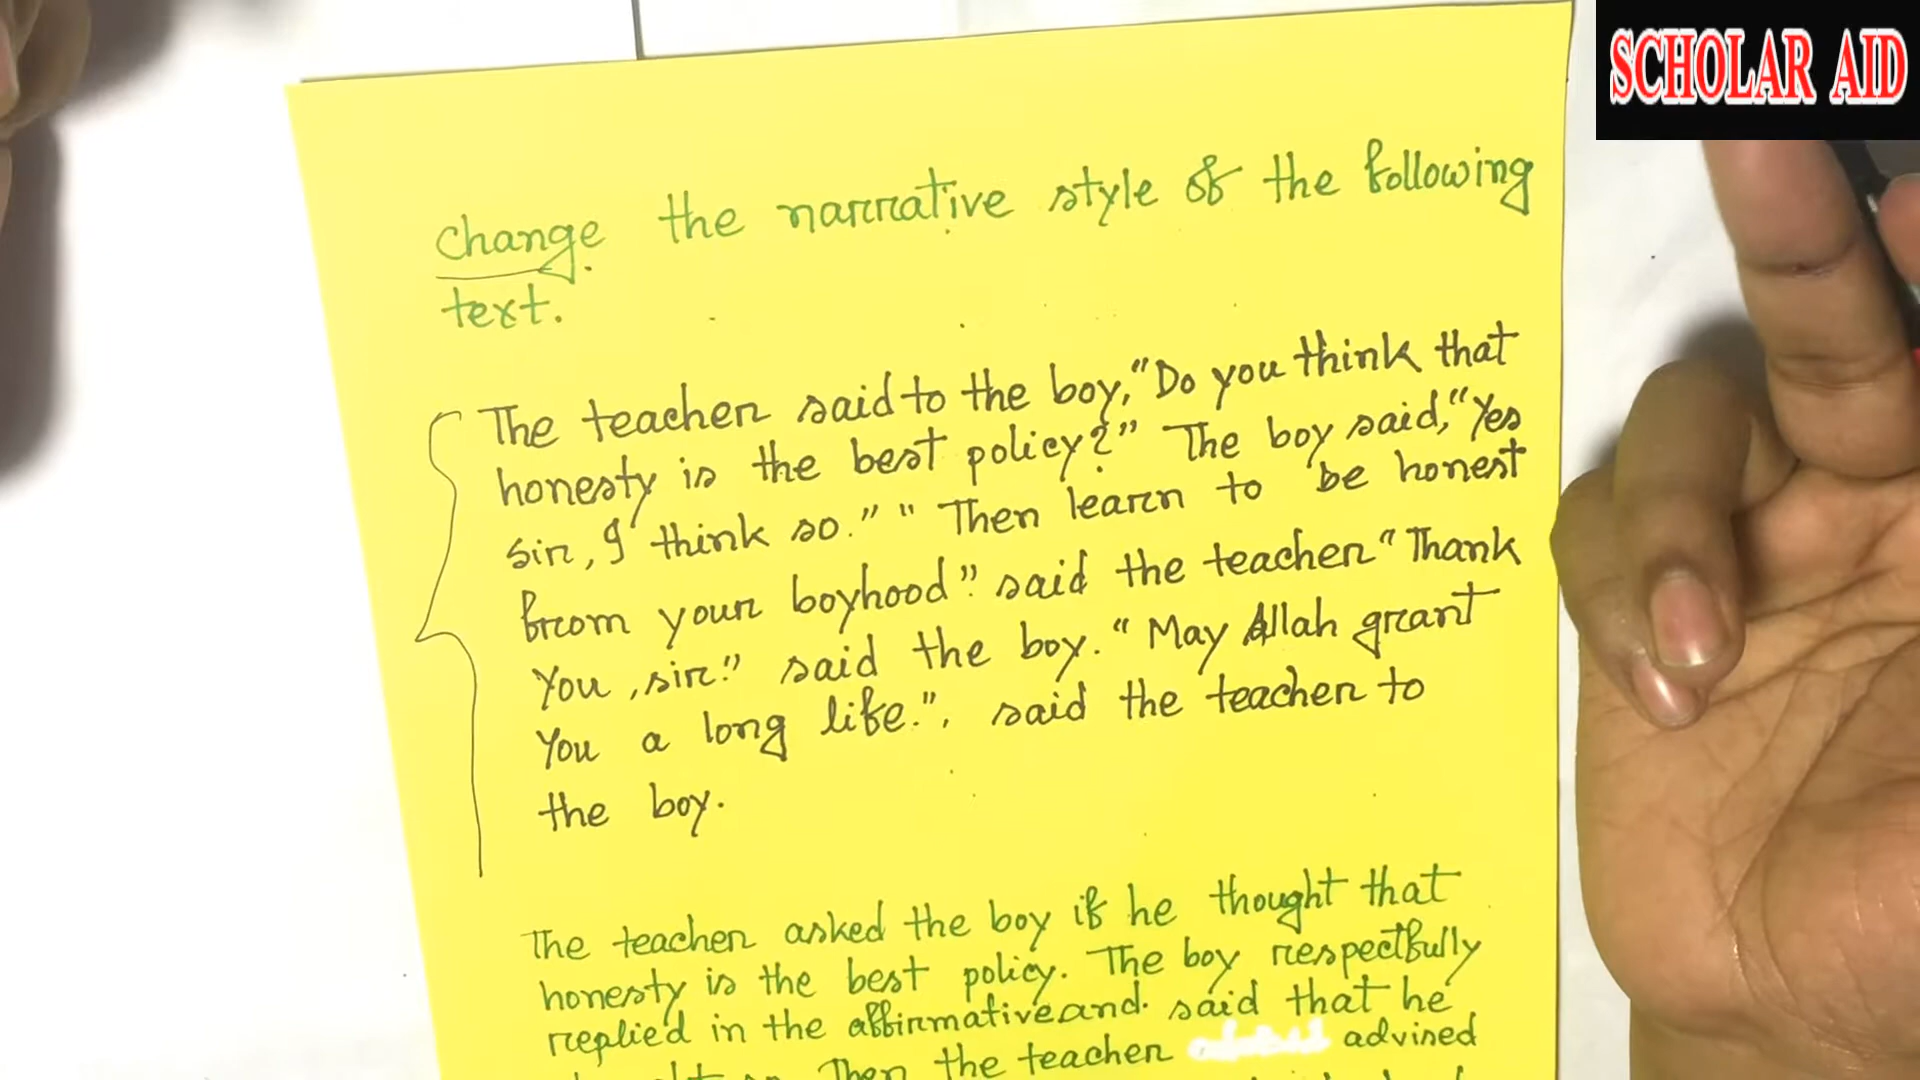 SCHOLAR AID
Change the narrative style of the following
text.
The teacher said to the boy, "Do you think that
honesty is the best policy?" The boy said, "Yes
sir, I think so." "Then learn to be honest
from your boyhood". said the teacher "Thank
You, sir." said the boy. "May Allah grant
You a long life.", said the teacher to
the boy.
The teacher asked the boy if he thought that
honesty is the best policy. The boy respectfully
replied in the affirmative and said that he
Then the teacher advised